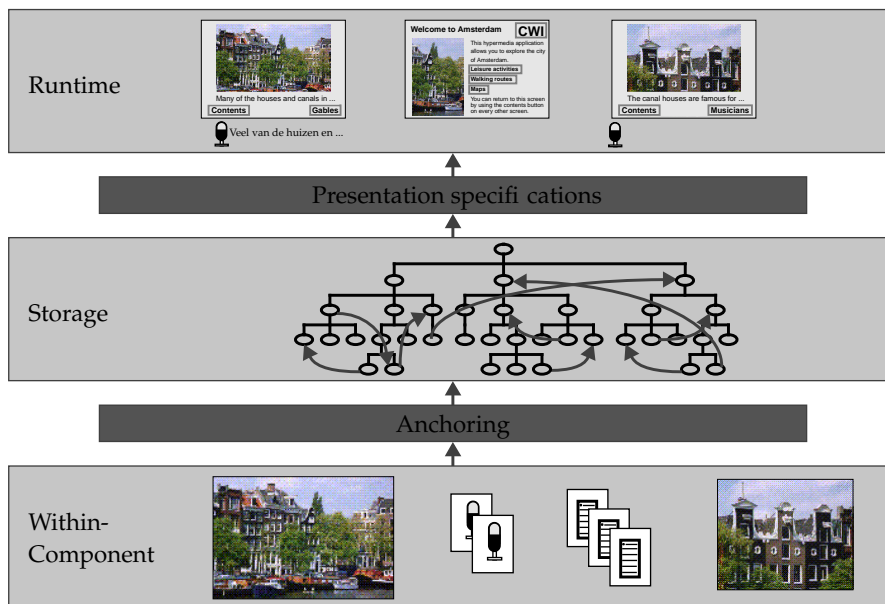 Runtime
Many of the houses and canals in ...
Contents
Gables
Veel van de huizen en ...
Welcome to Amsterdam
CWI
This hypermedia application
allows you to explore the city
of Amsterdam.
Leisure activities
Walking routes
Maps
You can return to this screen
by using the contents button
on every other screen.
The canal houses are famous for ...
Contents
Musicians
Presentation specifi cations
Storage
Anchoring
Within-
Component